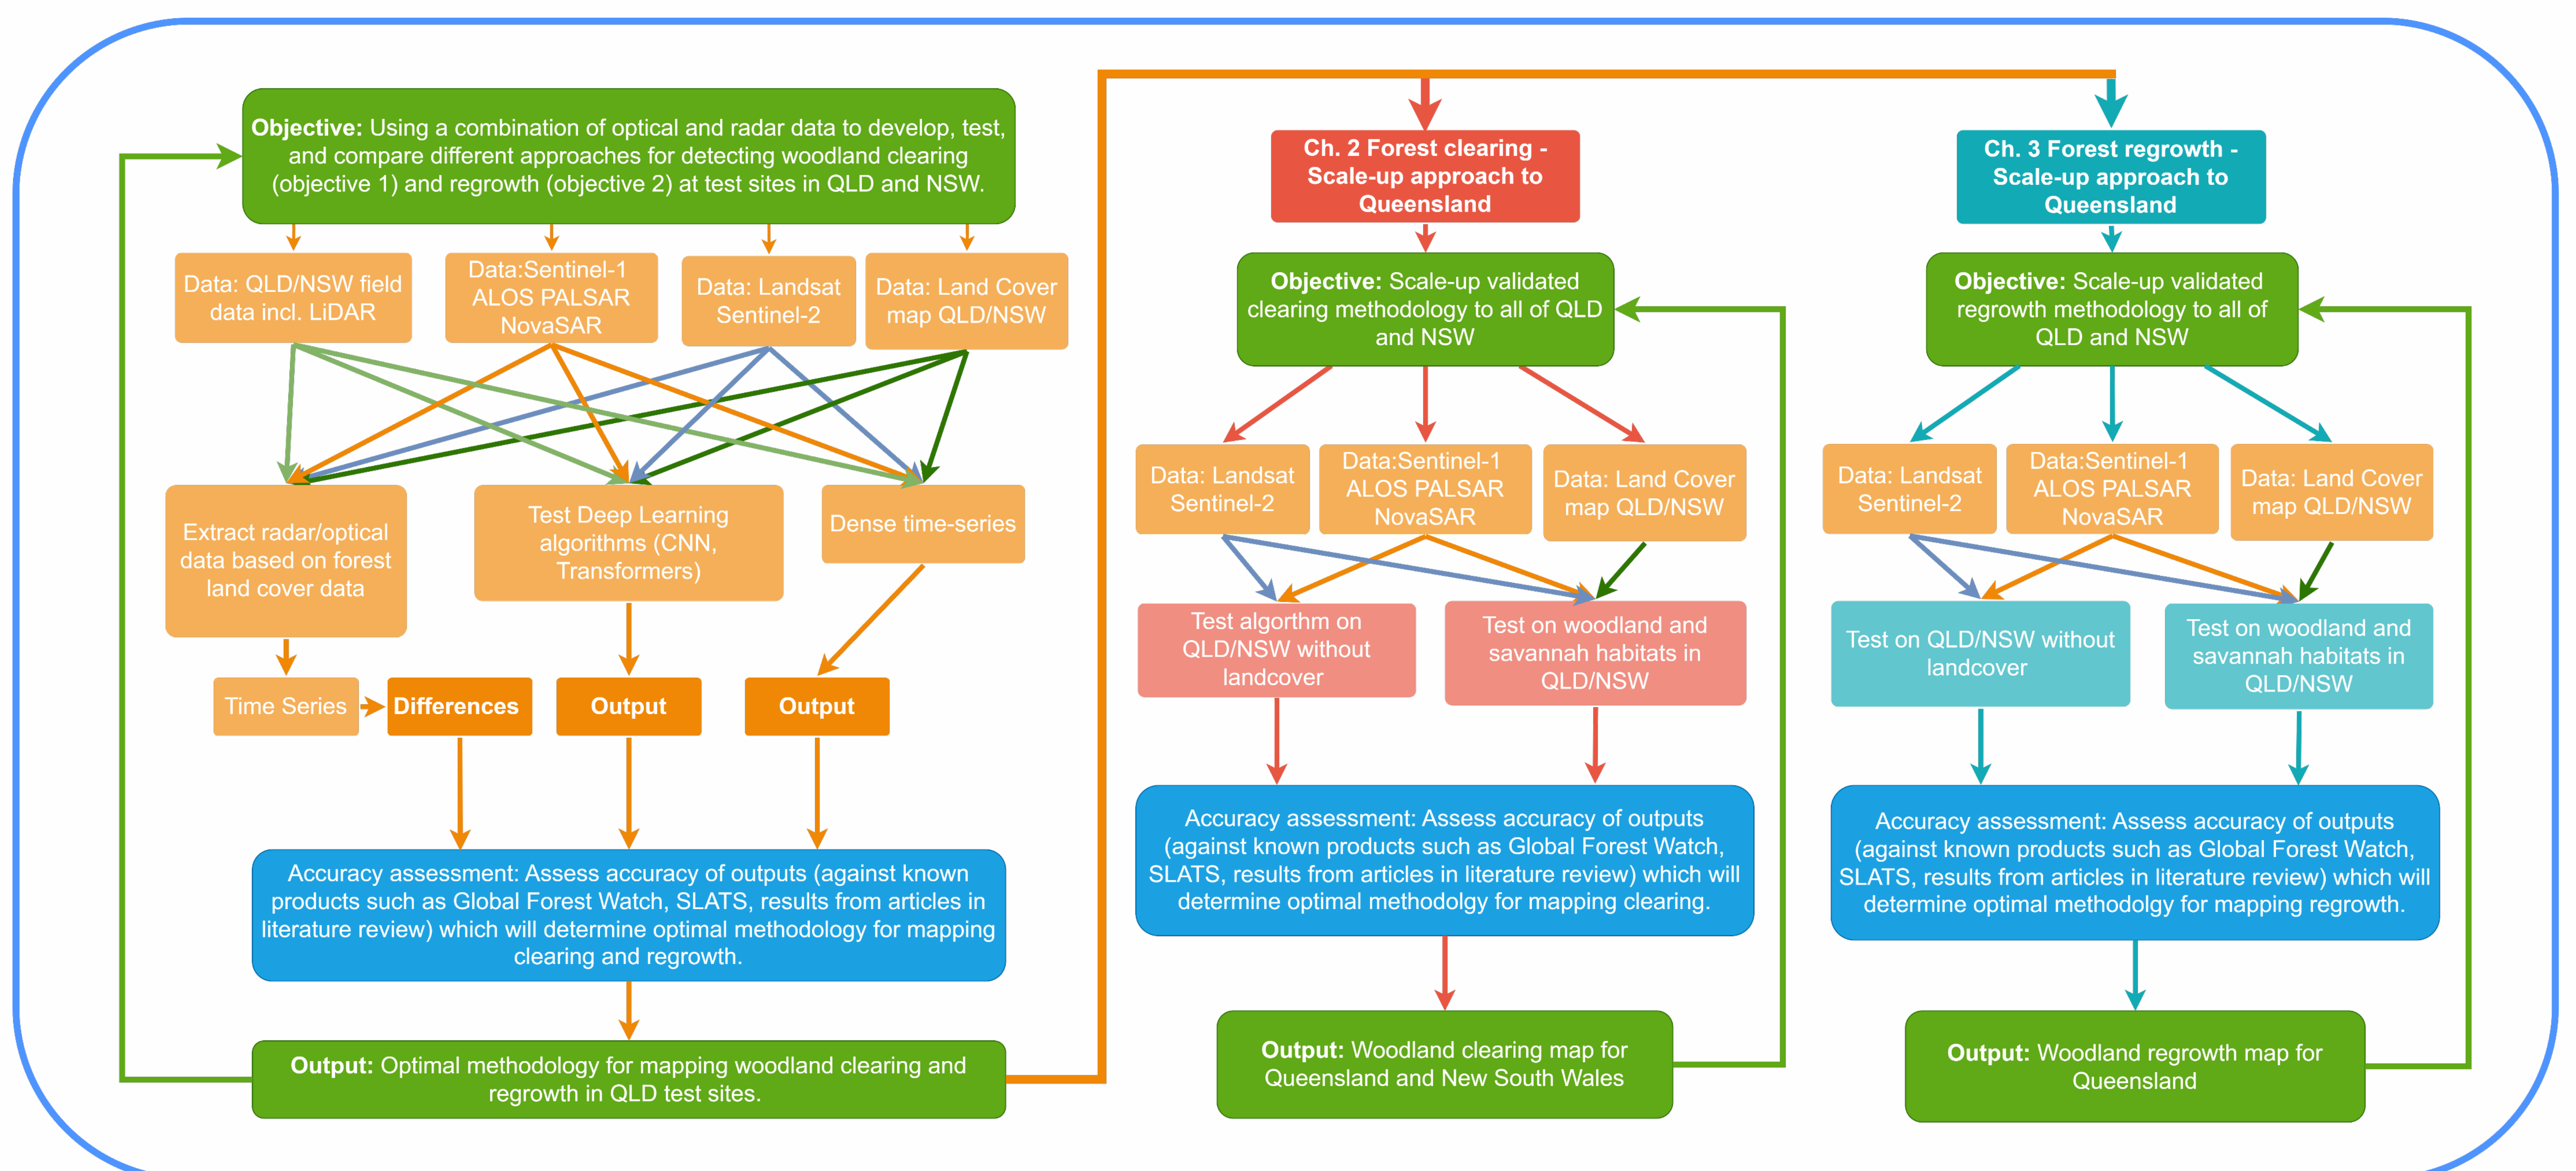 Objective: Using a combination of optical and radar data to develop, test,
and compare different approaches for detecting woodland clearing
(objective 1) and regrowth (objective 2) at test sites in QLD and NSW.
Data: QLD/NSW field
data incl. LiDAR
Data:Sentinel-1
ALOS PALSAR
NovaSAR
Data: Landsat
Sentinel-2
Data: Land Cover
map QLD/NSW
Extract radar/optical
data based on forest
land cover data
Test Deep Learning
algorithms (CNN,
Transformers)
Dense time-series
Time Series
Differences
Output
Output
Accuracy assessment: Assess accuracy of outputs (against known
products such as Global Forest Watch, SLATS, results from articles in
literature review) which will determine optimal methodology for mapping
clearing and regrowth.
Output: Optimal methodology for mapping woodland clearing and
regrowth in QLD test sites.
Ch. 2 Forest clearing -
Scale-up approach to
Queensland
Objective: Scale-up validated
clearing methodology to all of QLD
and NSW
Data: Landsat
Sentinel-2
Data:Sentinel-1
ALOS PALSAR
NovaSAR
Data: Land Cover
map QLD/NSW
Test algorthm on
QLD/NSW without
landcover
Test on woodland and
savannah habitats in
QLD/NSW
Accuracy assessment: Assess accuracy of outputs
(against known products such as Global Forest Watch,
SLATS, results from articles in literature review) which will
determine optimal methodolgy for mapping clearing.
Output: Woodland clearing map for
Queensland and New South Wales
Ch. 3 Forest regrowth -
Scale-up approach to
Queensland
Objective: Scale-up validated
regrowth methodology to all of
QLD and NSW
Data: Landsat
Sentinel-2
Data:Sentinel-1
ALOS PALSAR
NovaSAR
Data: Land Cover
map QLD/NSW
Test on QLD/NSW without
landcover
Test on woodland and
savannah habitats in
QLD/NSW
Accuracy assessment: Assess accuracy of outputs
(against known products such as Global Forest Watch,
SLATS, results from articles in literature review) which will
determine optimal methodolgy for mapping regrowth.
Output: Woodland regrowth map for
Queensland